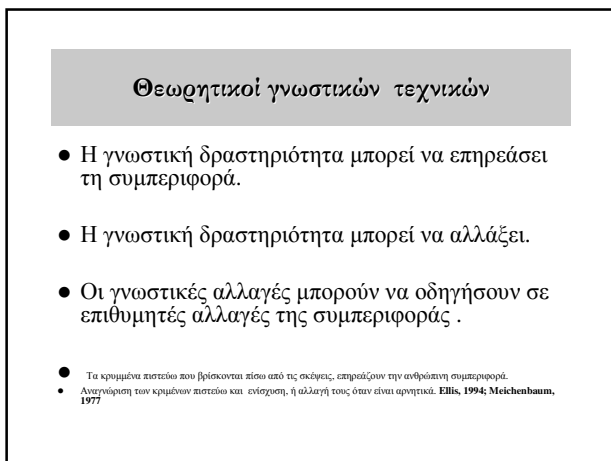 Θεωρητικοί γνωστικών τεχνικών
● Η γνωστική δραστηριότητα μπορεί να επηρεάσει
τη συμπεριφορά.
● Η γνωστική δραστηριότητα μπορεί να αλλάξει.
● Οι γνωστικές αλλαγές μπορούν να οδηγήσουν σε
επιθυμητές αλλαγές της συμπεριφοράς .
● Τα κρυμμένα πιστεύω που βρίσκονται πίσω από τις σκέψεις, επηρεάζουν την ανθρώπινη συμπεριφορά.
● Αναγνώριση των κριμένων πιστεύω και ενίσχυση, ή αλλαγή τους όταν είναι αρνητικά. Ellis, 1994; Meichenbaum,
1977